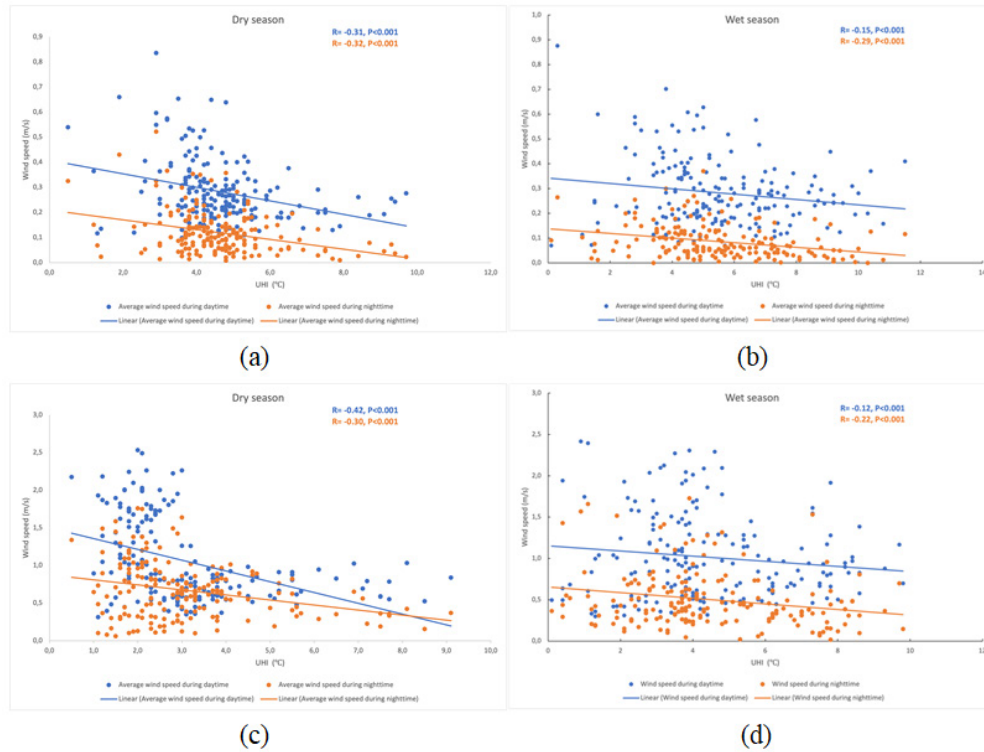 Dry season
R= -0.31, P<0.001
R= -0.32, P<0.001
0,9
0,8
0,7
0,6
0,5
0,4
0,3
0,2
0,1
0,0
Wind speed (m/s)
0,0 2,0 4,0 6,0 8,0 10,0 12,0
UHI (°C)
Average wind speed during daytime
Average wind speed during nighttime
Linear (Average wind speed during daytime)
Linear (Average wind speed during nighttime)
(a)
Wet season
R= -0.15, P<0.001
R= -0.29, P<0.001
1,0
0,9
0,8
0,7
0,6
0,5
0,4
0,3
0,2
0,1
0,0
Wind speed (m/s)
0 2 4 6 8 10 12 14
UHI (°C)
Average wind speed during daytime
Average wind speed during nighttime
Linear (Average wind speed during daytime)
Linear (Average wind speed during nighttime)
(b)
Dry season
R= -0.42, P<0.001
R= -0.30, P<0.001
3,0
2,5
2,0
1,5
1,0
0,5
0,0
Wind speed (m/s)
0,0 1,0 2,0 3,0 4,0 5,0 6,0 7,0 8,0 9,0 10,0
UHI (°C)
Average wind speed during daytime
Average wind speed during nighttime
Linear (Average wind speed during daytime)
Linear (Average wind speed during nighttime)
(c)
Wet season
R= -0.12, P<0.001
R= -0.22, P<0.001
3,0
2,5
2,0
1,5
1,0
0,5
0,0
Wind speed (m/s)
0 2 4 6 8 10 12
UHI (°C)
Wind speed during daytime
Wind speed during nighttime
Linear (Wind speed during daytime)
Linear (Wind speed during nighttime)
(d)